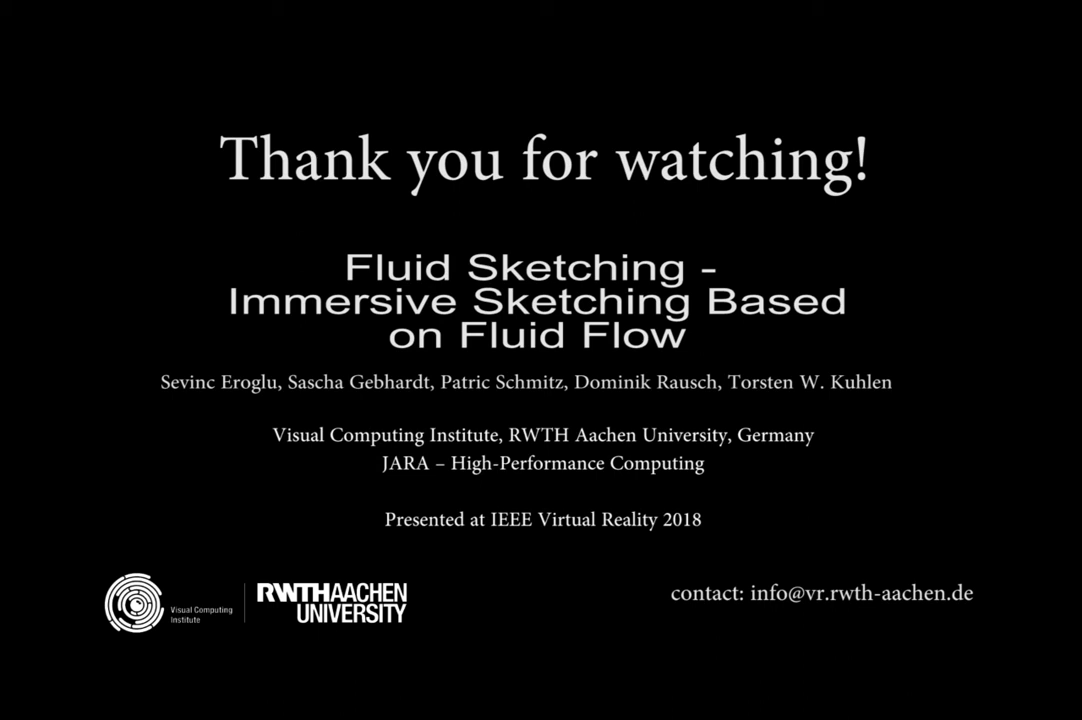 Thank you for watching!
Fluid Sketching -
Immersive Sketching Based
on Fluid Flow
Sevinc Eroglu, Sascha Gebhardt, Patric Schmitz, Dominik Rausch, Torsten W. Kuhlen
Visual Computing Institute, RWTH Aachen University, Germany
JARA – High-Performance Computing
Presented at IEEE Virtual Reality 2018
Visual Computing
Institute
RWTHAACHEN
UNIVERSITY
contact: info@vr.rwth-aachen.de